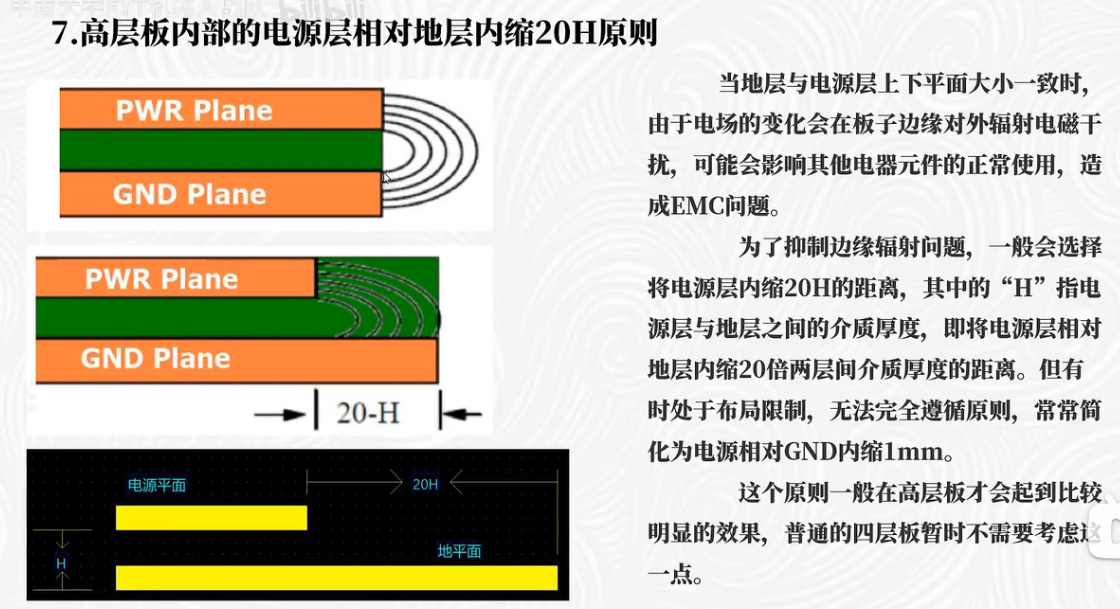 7.高层板内部的电源层相对地层内缩20H原则
PWR Plane
GND Plane
PWR Plane
GND Plane
20-H
电源平面
20H
地平面
H
当地层与电源层上下平面大小一致时，
由于电场的变化会在板子边缘对外辐射电磁干
扰，可能会影响其他电器元件的正常使用，造
成EMC问题。
为了抑制边缘辐射问题，一般会选择
将电源层内缩20H的距离，其中的“H”指电
源层与地层之间的介质厚度，即将电源层相对
地层内缩20倍两层间介质厚度的距离。但有
时处于布局限制，无法完全遵循原则，常常简
化为电源相对GND内缩1mm。
这个原则一般在高层板才会起到比较
明显的效果，普通的四层板暂时不需要考虑这
一点。